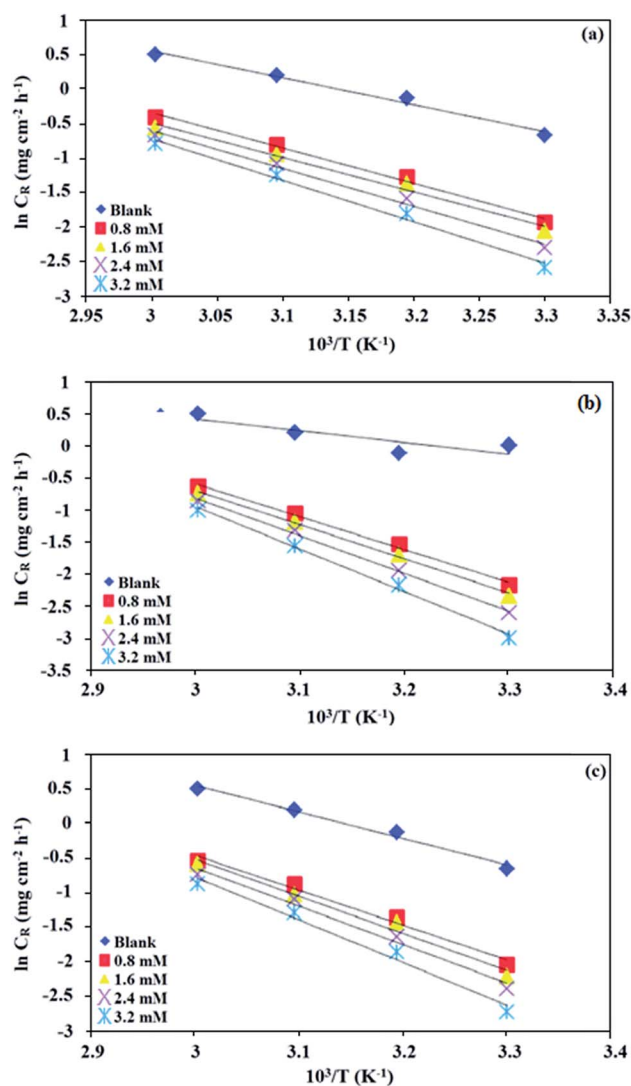 (a)
1
0.5
0
-0.5
-1
-1.5
-2
-2.5
-3
ln C_R (mg cm⁻² h⁻¹)
Blank
0.8 mM
1.6 mM
2.4 mM
3.2 mM
2.95 3 3.05 3.1 3.15 3.2 3.25 3.3 3.35
10³/T (K⁻¹)
(b)
1
0.5
0
-0.5
-1
-1.5
-2
-2.5
-3
-3.5
ln C_R (mg cm⁻² h⁻¹)
Blank
0.8 mM
1.6 mM
2.4 mM
3.2 mM
2.9 3 3.1 3.2 3.3 3.4
10³/T (K⁻¹)
(c)
1
0.5
0
-0.5
-1
-1.5
-2
-2.5
-3
ln C_R (mg cm⁻² h⁻¹)
Blank
0.8 mM
1.6 mM
2.4 mM
3.2 mM
2.9 3 3.1 3.2 3.3 3.4
10³/T (K⁻¹)